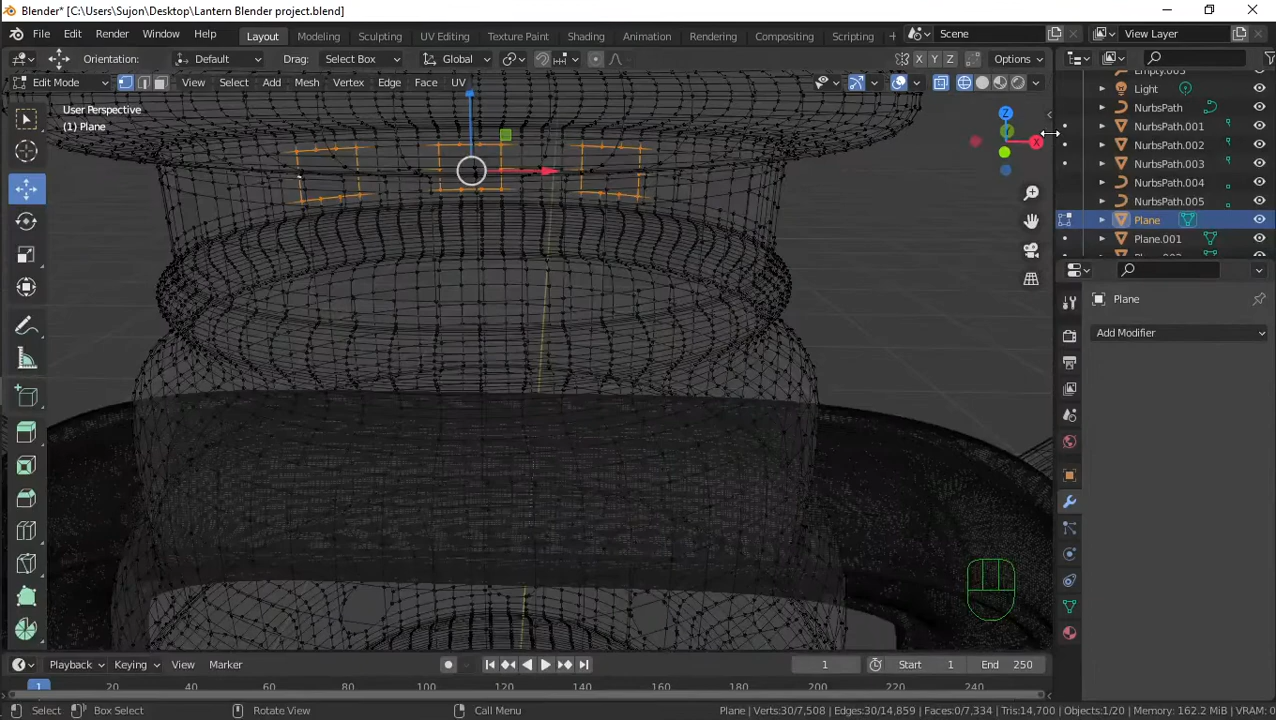 Blender* [C:\Users\Sujon\Desktop\Lantern Blender project.blend]
File Edit Render Window Help Layout Modeling Sculpting UV Editing Texture Paint Shading Animation Rendering Compositing Scripting Scene View Layer
Orientation: Default Drag: Select Box Global X Y Z Options
Edit Mode View Select Add Mesh Vertex Edge Face UV
User Perspective
(1) Plane
Z
X
Light
NurbsPath
NurbsPath.001
NurbsPath.002
NurbsPath.003
NurbsPath.004
NurbsPath.005
Plane
Plane.001
Plane
Add Modifier
Playback Keying View Marker 1 Start 1 End 250
1 20 40 60 80 100 120 140 160 180 200 220 240
Select Box Select Rotate View Call Menu Plane | Verts:30/7,508 | Edges:30/14,859 | Faces:0/7,334 | Tris:14,700 | Objects:1/20 | Mem: 162.2 MiB | VRAM: 0